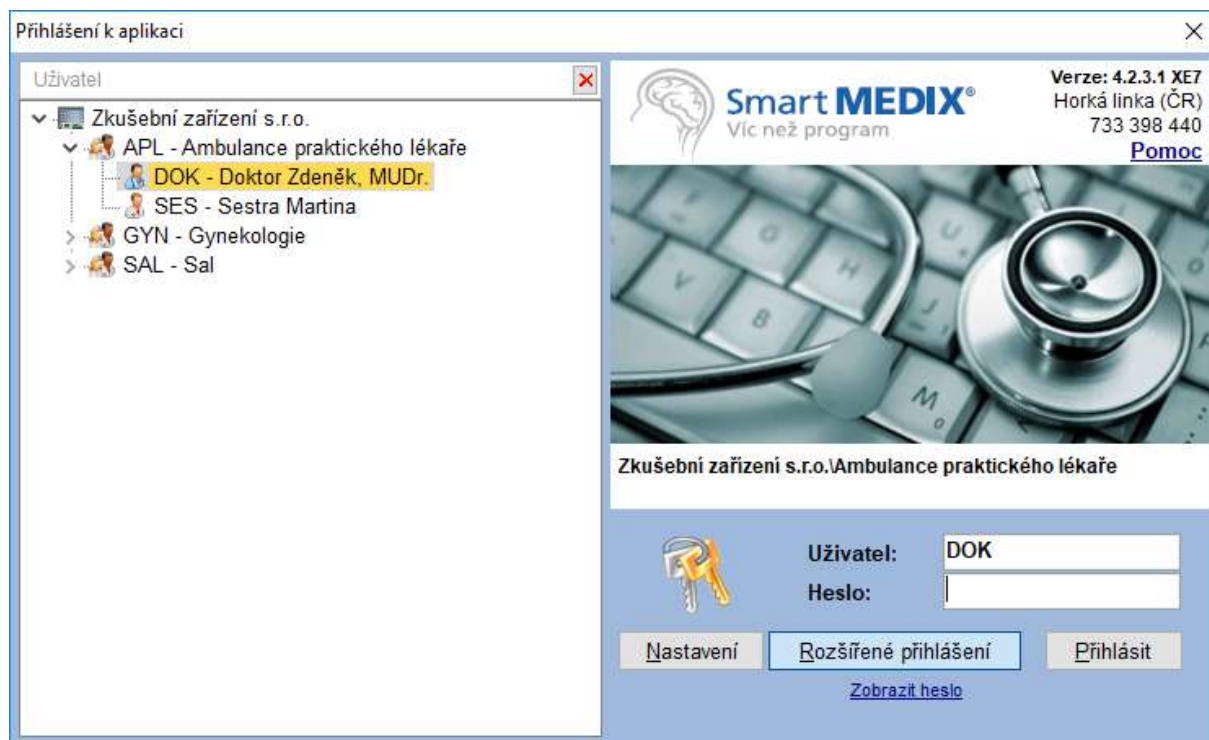 Přihlášení k aplikaci
Uživatel
Zkušební zařízení s.r.o.
APL - Ambulance praktického lékaře
DOK - Doktor Zdeněk, MUDr.
SES - Sestra Martina
GYN - Gynekologie
SAL - Sal
Smart MEDIX®
Víc než program
Verze: 4.2.3.1 XE7
Horká linka (ČR)
733 398 440
Pomoc
Zkušební zařízení s.r.o.\Ambulance praktického lékaře
Uživatel: DOK
Heslo:
Nastavení Rozšířené přihlášení Přihlásit
Zobrazit heslo